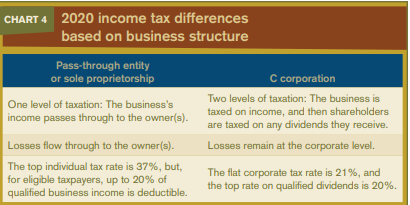 CHART 4
2020 income tax differences
based on business structure
Pass-through entity
or sole proprietorship
C corporation
One level of taxation: The business's
income passes through to the owner(s).
Two levels of taxation: The business is
taxed on income, and then shareholders
are taxed on any dividends they receive.
Losses flow through to the owner(s).
Losses remain at the corporate level.
The top individual tax rate is 37%, but,
for eligible taxpayers, up to 20% of
qualified business income is deductible.
The flat corporate tax rate is 21%, and
the top rate on qualified dividends is 20%.